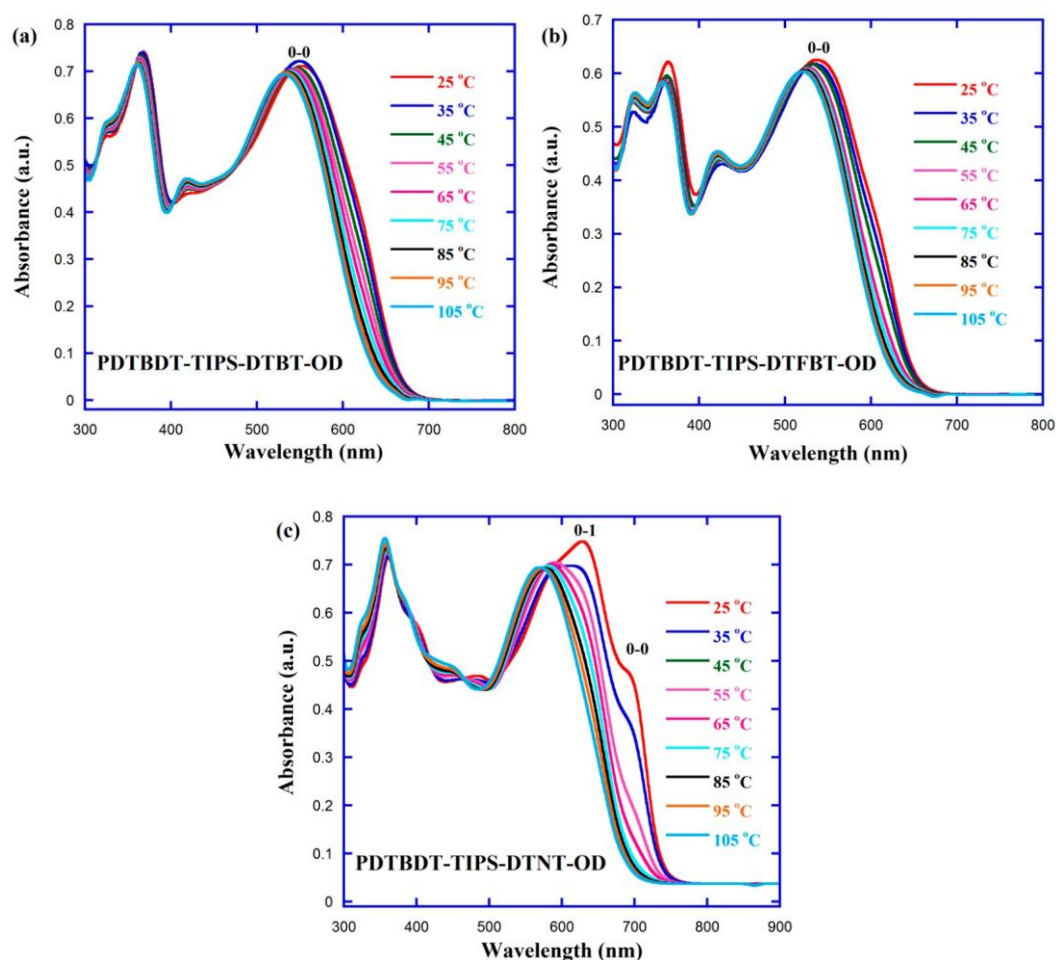 (a)
0.8
0.7
0.6
0.5
0.4
0.3
0.2
0.1
0
300 400 500 600 700 800
Absorbance (a.u.)
Wavelength (nm)
0-0
25 °C
35 °C
45 °C
55 °C
65 °C
75 °C
85 °C
95 °C
105 °C
PDTBDT-TIPS-DTBT-OD
(b)
0.7
0.6
0.5
0.4
0.3
0.2
0.1
0
300 400 500 600 700 800
Absorbance (a.u.)
Wavelength (nm)
0-0
25 °C
35 °C
45 °C
55 °C
65 °C
75 °C
85 °C
95 °C
105 °C
PDTBDT-TIPS-DTFBT-OD
(c)
0.8
0.7
0.6
0.5
0.4
0.3
0.2
0.1
0
300 400 500 600 700 800 900
Absorbance (a.u.)
Wavelength (nm)
0-1
0-0
25 °C
35 °C
45 °C
55 °C
65 °C
75 °C
85 °C
95 °C
105 °C
PDTBDT-TIPS-DTNT-OD